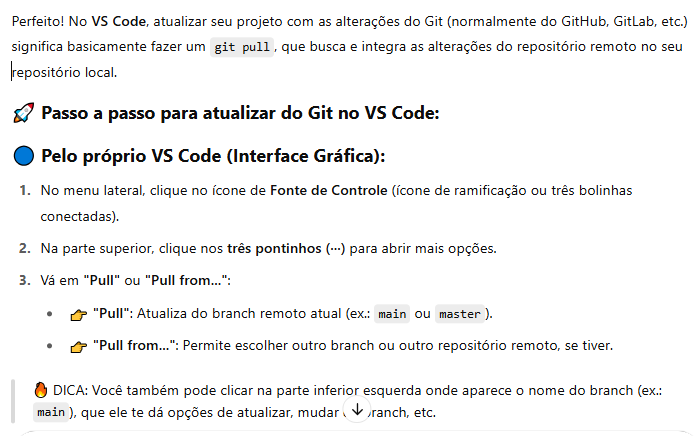 Perfeito! No VS Code, atualizar seu projeto com as alterações do Git (normalmente do GitHub, GitLab, etc.)
significa basicamente fazer um git pull, que busca e integra as alterações do repositório remoto no seu
repositório local.
🚀 Passo a passo para atualizar do Git no VS Code:
🔵 Pelo próprio VS Code (Interface Gráfica):
1. No menu lateral, clique no ícone de Fonte de Controle (ícone de ramificação ou três bolinhas
conectadas).
2. Na parte superior, clique nos três pontinhos (···) para abrir mais opções.
3. Vá em "Pull" ou "Pull from...":
• 👉 "Pull": Atualiza do branch remoto atual (ex.: main ou master).
• 👉 "Pull from...": Permite escolher outro branch ou outro repositório remoto, se tiver.
🔥 DICA: Você também pode clicar na parte inferior esquerda onde aparece o nome do branch (ex.:
main), que ele te dá opções de atualizar, mudar branch, etc.